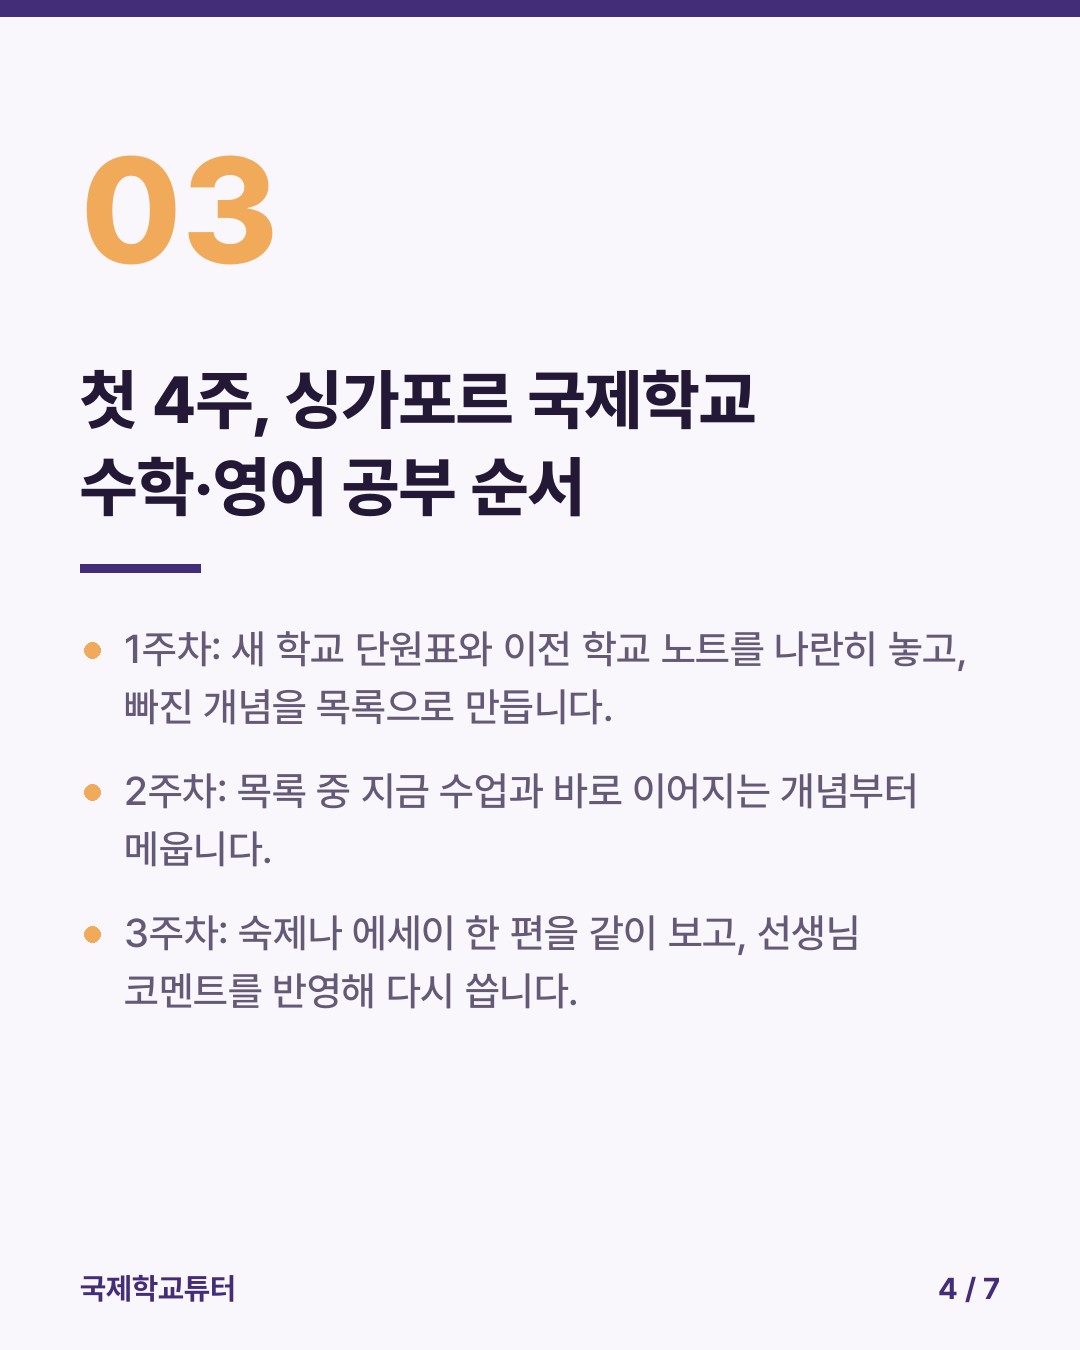 03
첫 4주, 싱가포르 국제학교
수학·영어 공부 순서
1주차: 새 학교 단원표와 이전 학교 노트를 나란히 놓고,
빠진 개념을 목록으로 만듭니다.
2주차: 목록 중 지금 수업과 바로 이어지는 개념부터
메웁니다.
3주차: 숙제나 에세이 한 편을 같이 보고, 선생님
코멘트를 반영해 다시 씁니다.
국제학교튜터
4 / 7